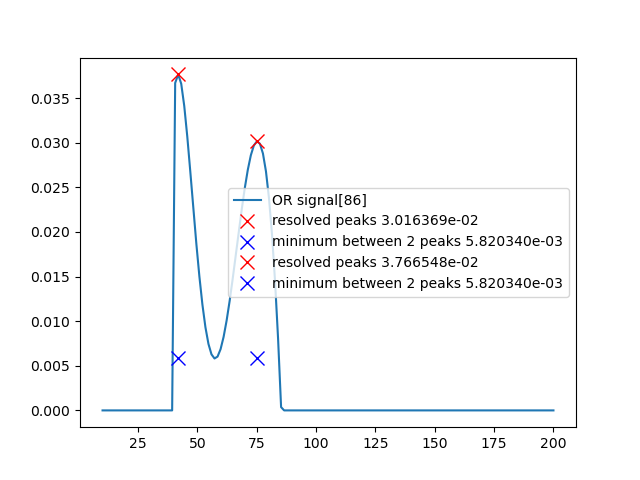 0.035
0.030
0.025
0.020
0.015
0.010
0.005
0.000
OR signal[86]
resolved peaks 3.016369e-02
minimum between 2 peaks 5.820340e-03
resolved peaks 3.766548e-02
minimum between 2 peaks 5.820340e-03
25 50 75 100 125 150 175 200